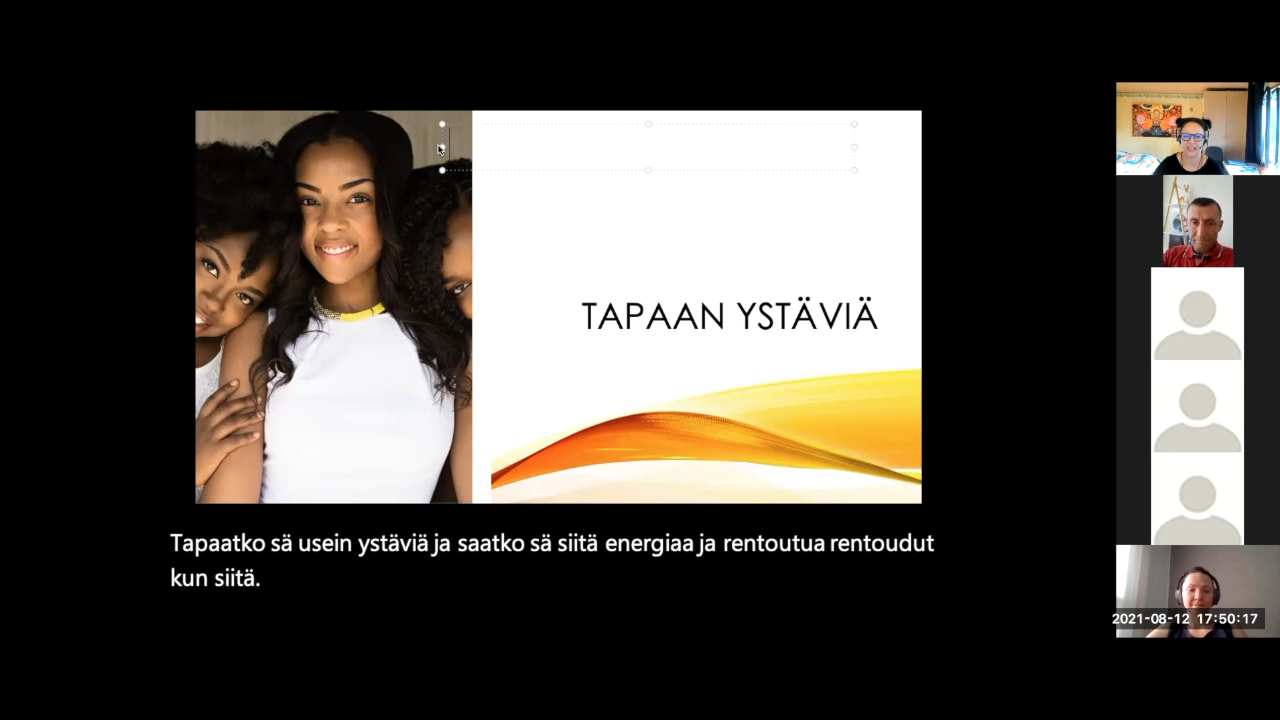 TAPAAN YSTÄVIÄ
Tapaatko sä usein ystäviä ja saatko sä siitä energiaa ja rentoutua rentoudut
kun siitä.
2021-08-12 17:50:17